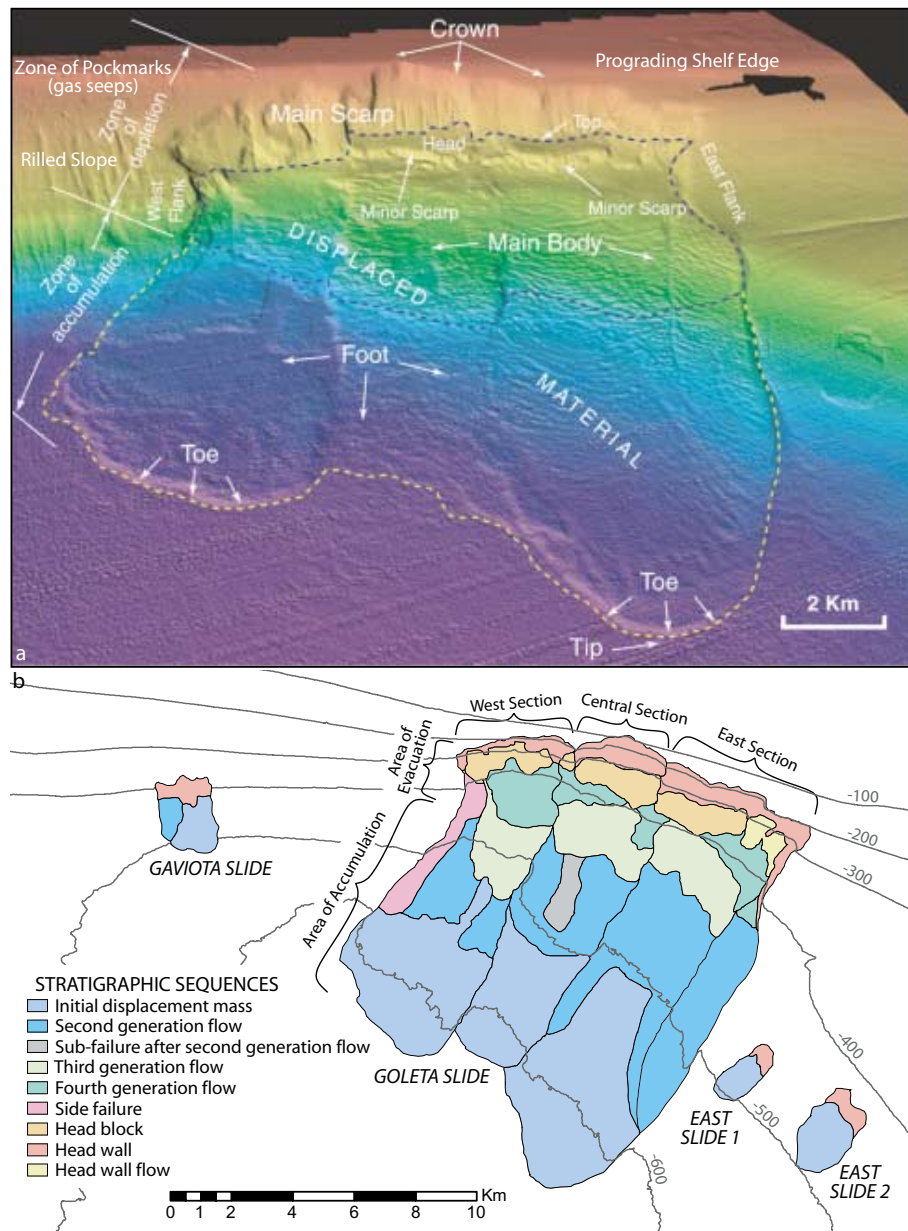 Crown
Zone of Pockmarks
(gas seeps)
Prograding Shelf Edge
Zone
of
depletion
Main Scarp
Top
Head
Rilled Slope
West
Flank
East Flank
Minor Scarp
Minor Scarp
DISPLACED
Main Body
Zone
of
accumulation
Foot
MATERIAL
Toe
Toe
2 Km
Tip
a
b
West Section
Central Section
East Section
Area of
Evacuation
-100
-200
-300
GAVIOTA SLIDE
Area of Accumulation
STRATIGRAPHIC SEQUENCES
Initial displacement mass
Second generation flow
Sub-failure after second generation flow
Third generation flow
Fourth generation flow
Side failure
Head block
Head wall
Head wall flow
GOLETA SLIDE
-400
-500
-600
EAST
SLIDE 1
EAST
SLIDE 2
Km
0 1 2 4 6 8 10